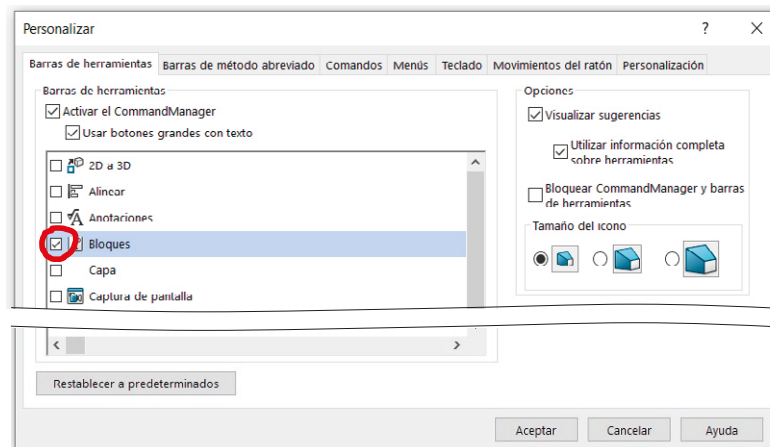 Personalizar
Barras de herramientas Barras de método abreviado Comandos Menús Teclado Movimientos del ratón Personalización
Barras de herramientas
Activar el CommandManager
Usar botones grandes con texto
2D a 3D
Alinear
Anotaciones
Bloques
Capa
Captura de pantalla
Opciones
Visualizar sugerencias
Utilizar información completa
sobre herramientas
Bloquear CommandManager y barras
de herramientas
Tamaño del icono
Restablecer a predeterminados
Aceptar Cancelar Ayuda